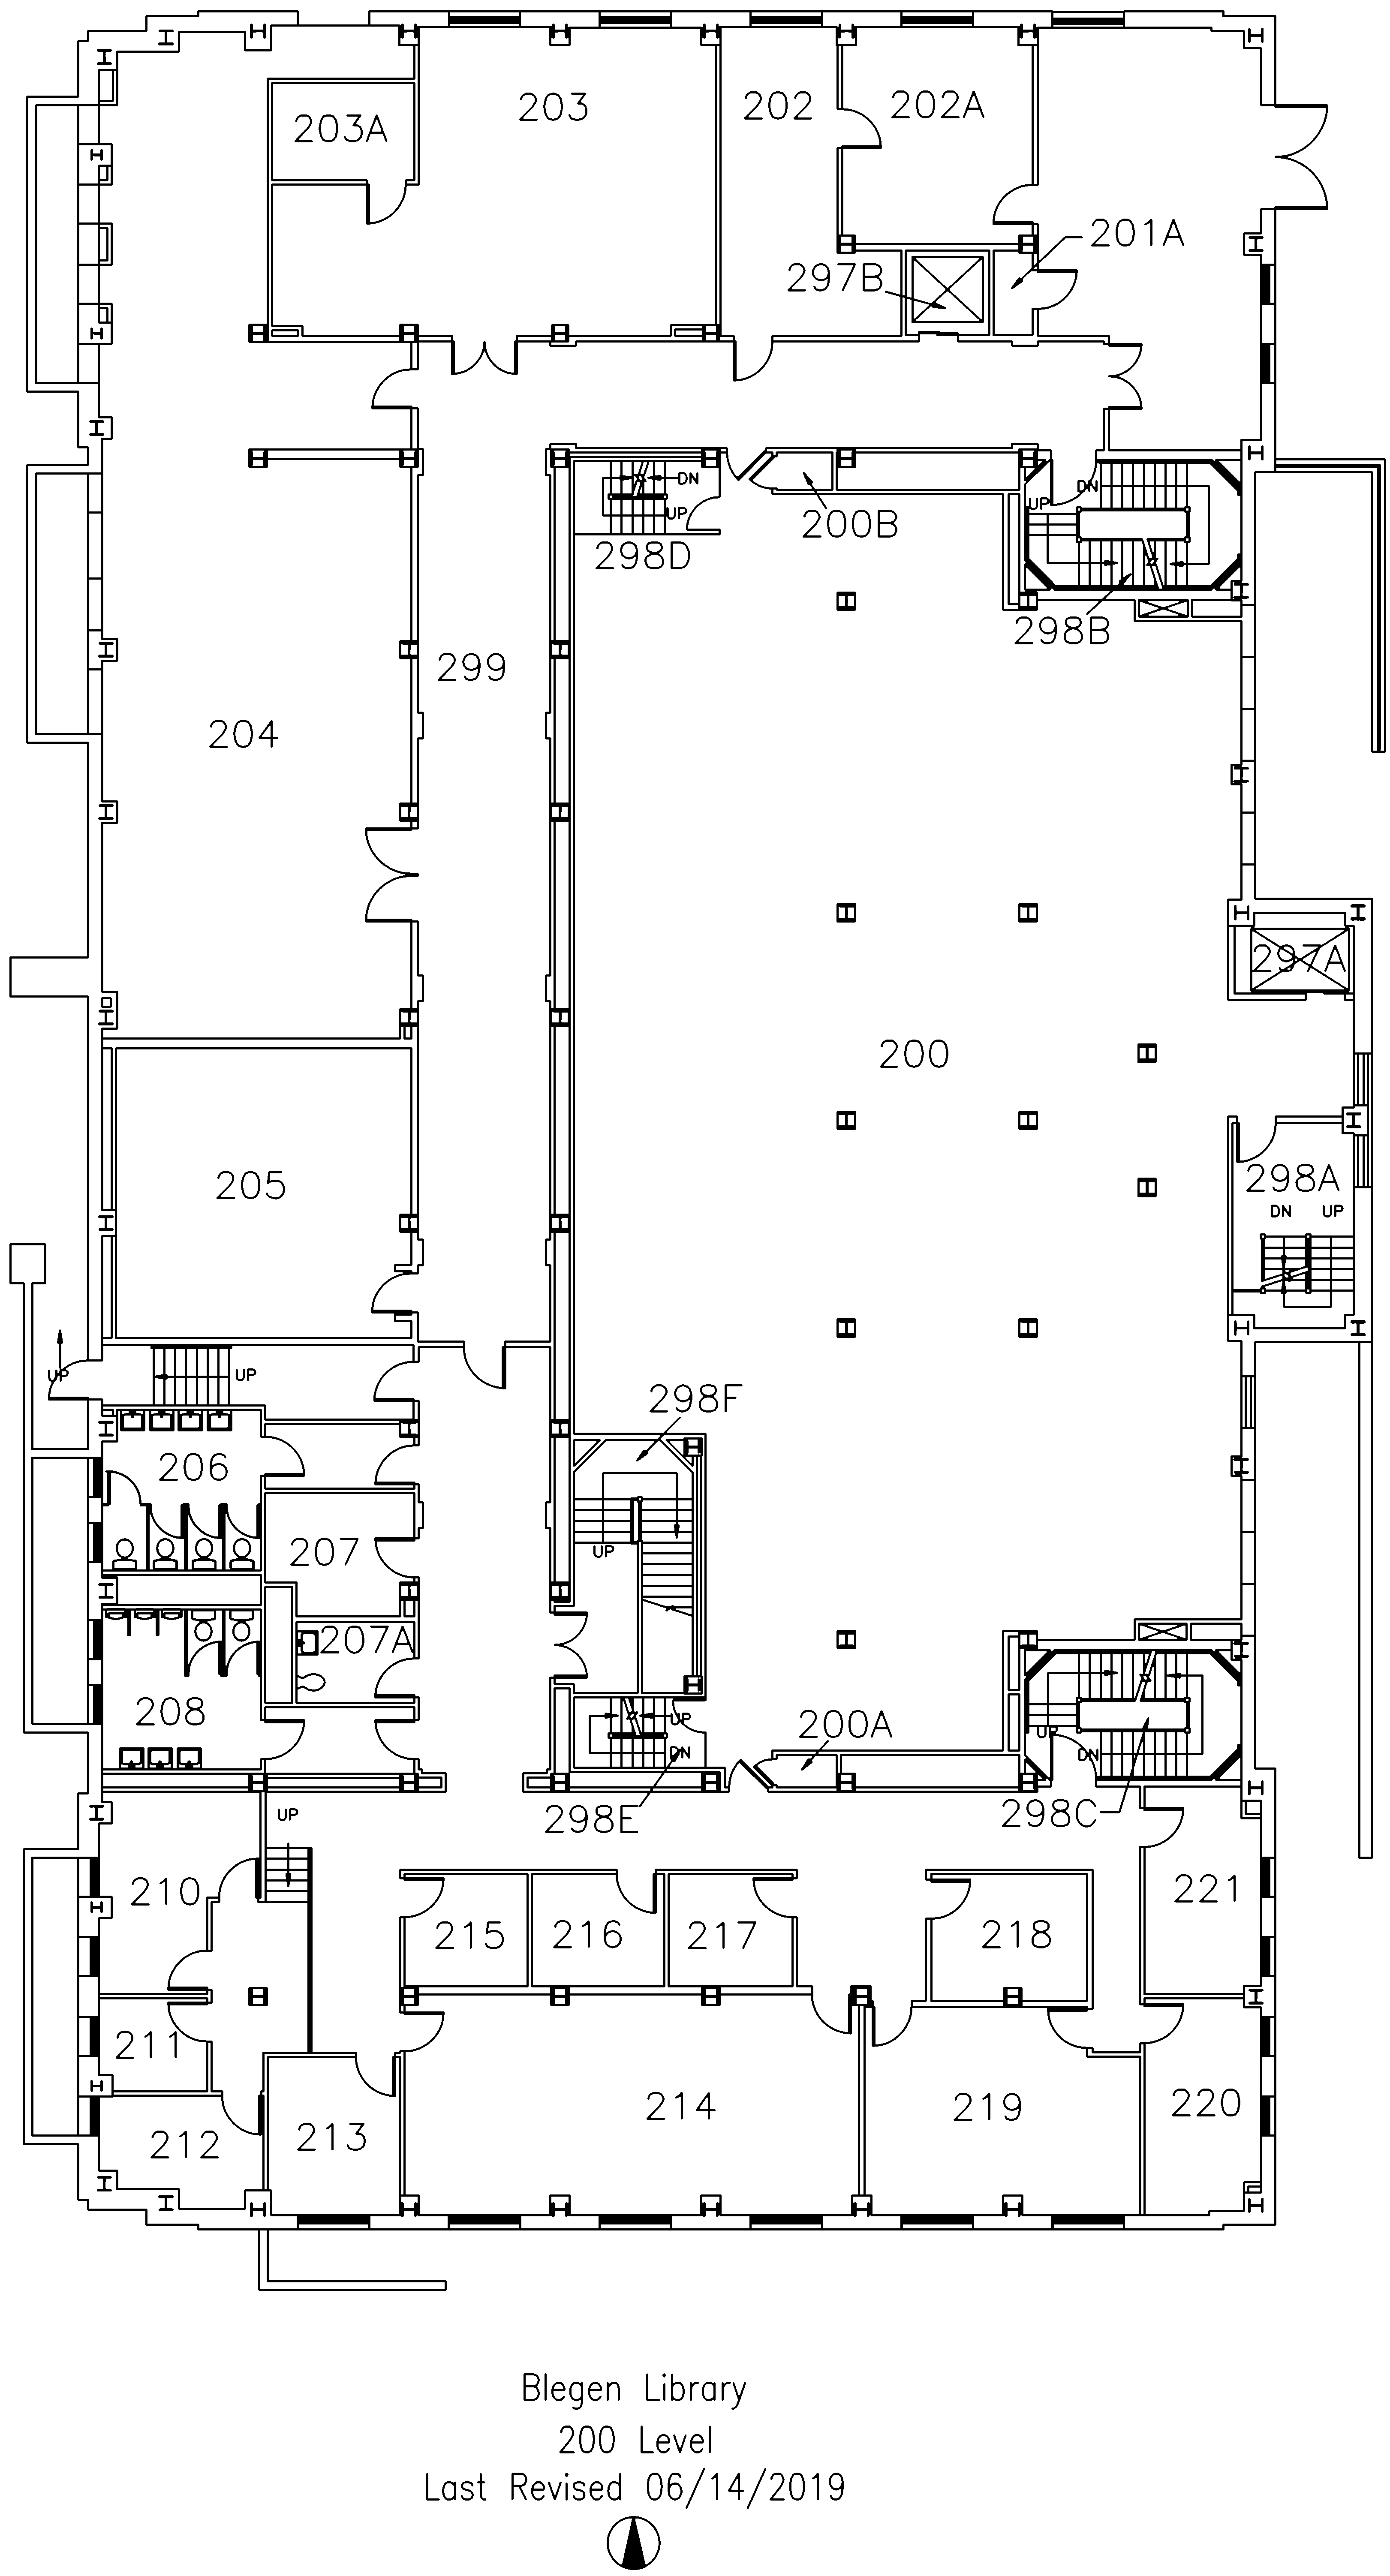 203
202
202A
203A
201A
297B
DN
UP
DN
UP
200B
298D
298B
299
204
297A
200
205
298A
DN UP
UP
UP
298F
206
207
UP
207A
208
UP
DN
200A
UP
DN
298E
298C
UP
210
221
215
216
217
218
211
214
219
220
212
213
Blegen Library
200 Level
Last Revised 06/14/2019